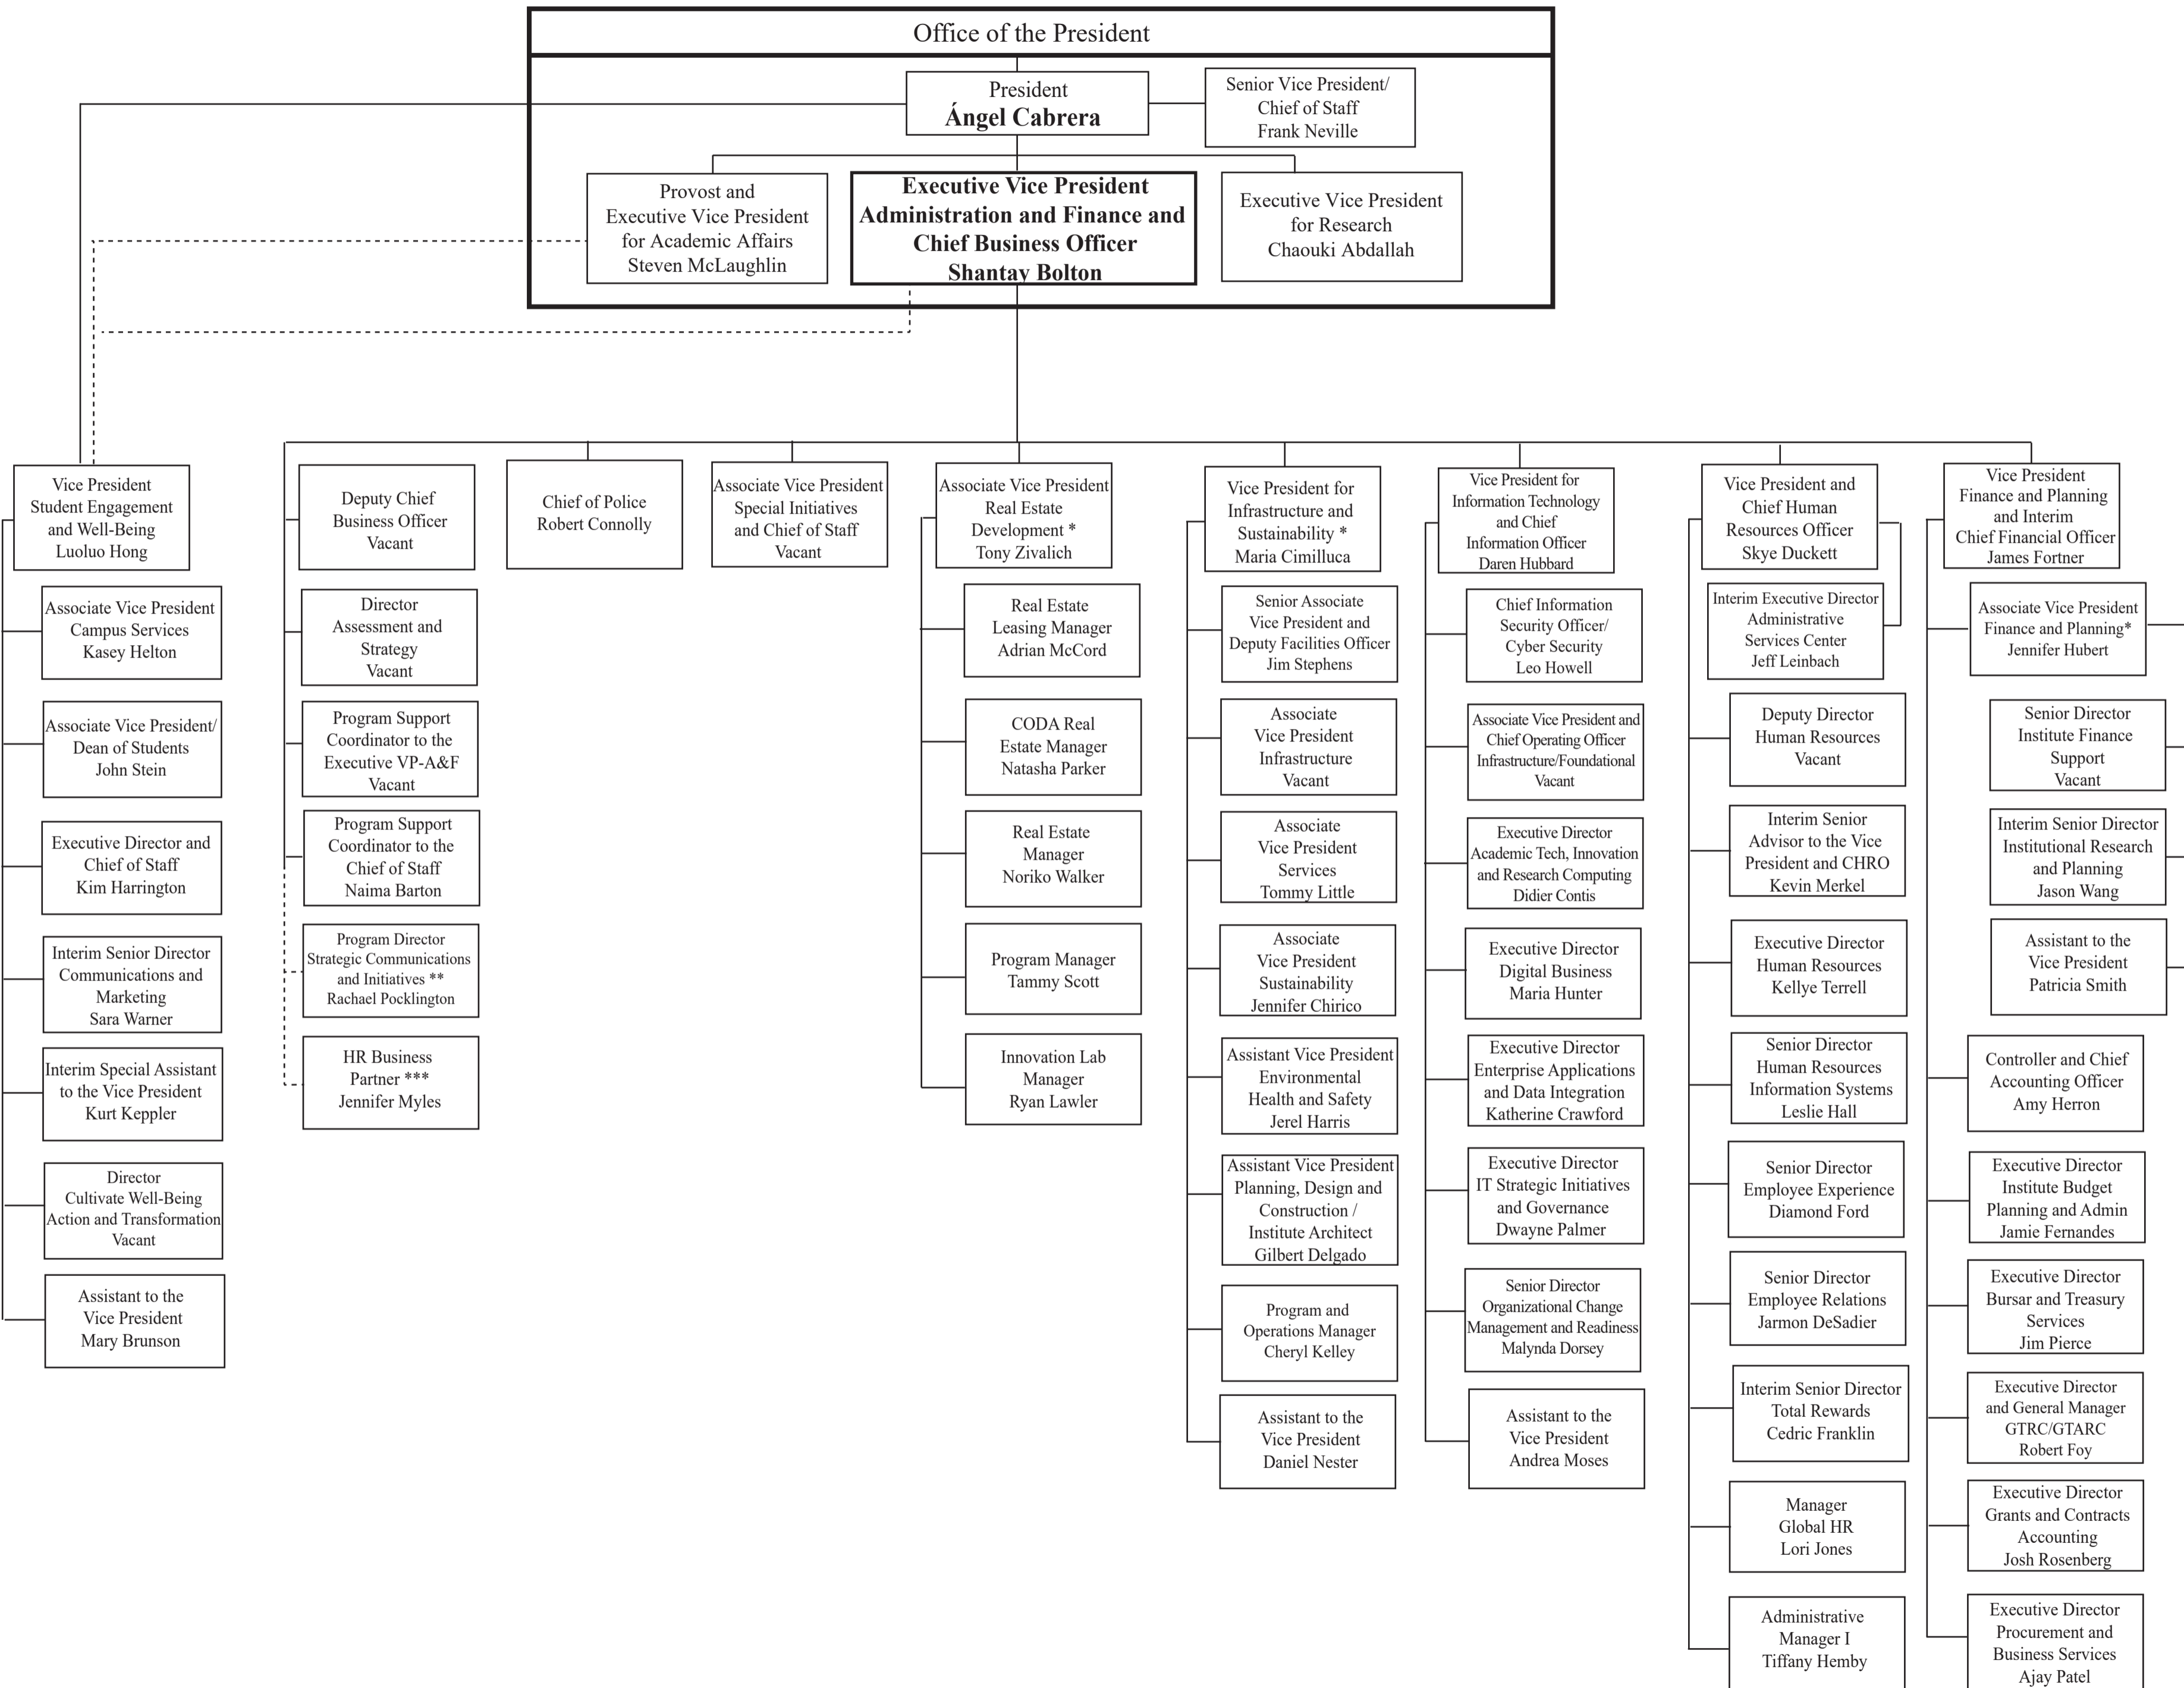 Office of the President
President
Ángel Cabrera
Senior Vice President/
Chief of Staff
Frank Neville
Provost and
Executive Vice President
for Academic Affairs
Steven McLaughlin
Executive Vice President
Administration and Finance and
Chief Business Officer
Shantay Bolton
Executive Vice President
for Research
Chaouki Abdallah
Vice President
Student Engagement
and Well-Being
Luoluo Hong
Associate Vice President
Campus Services
Kasey Helton
Associate Vice President/
Dean of Students
John Stein
Executive Director and
Chief of Staff
Kim Harrington
Interim Senior Director
Communications and
Marketing
Sara Warner
Interim Special Assistant
to the Vice President
Kurt Keppler
Director
Cultivate Well-Being
Action and Transformation
Vacant
Assistant to the
Vice President
Mary Brunson
Deputy Chief
Business Officer
Vacant
Director
Assessment and
Strategy
Vacant
Program Support
Coordinator to the
Executive VP-A&F
Vacant
Program Support
Coordinator to the
Chief of Staff
Naima Barton
Program Director
Strategic Communications
and Initiatives **
Rachael Pocklington
HR Business
Partner ***
Jennifer Myles
Chief of Police
Robert Connolly
Associate Vice President
Special Initiatives
and Chief of Staff
Vacant
Associate Vice President
Real Estate
Development *
Tony Zivalich
Real Estate
Leasing Manager
Adrian McCord
CODA Real
Estate Manager
Natasha Parker
Real Estate
Manager
Noriko Walker
Program Manager
Tammy Scott
Innovation Lab
Manager
Ryan Lawler
Vice President for
Infrastructure and
Sustainability *
Maria Cimilluca
Senior Associate
Vice President and
Deputy Facilities Officer
Jim Stephens
Associate
Vice President
Infrastructure
Vacant
Associate
Vice President
Services
Tommy Little
Associate
Vice President
Sustainability
Jennifer Chirico
Assistant Vice President
Environmental
Health and Safety
Jerel Harris
Assistant Vice President
Planning, Design and
Construction /
Institute Architect
Gilbert Delgado
Program and
Operations Manager
Cheryl Kelley
Assistant to the
Vice President
Daniel Nester
Vice President for
Information Technology
and Chief
Information Officer
Daren Hubbard
Chief Information
Security Officer/
Cyber Security
Leo Howell
Associate Vice President and
Chief Operating Officer
Infrastructure/Foundational
Vacant
Executive Director
Academic Tech, Innovation
and Research Computing
Didier Contis
Executive Director
Digital Business
Maria Hunter
Executive Director
Enterprise Applications
and Data Integration
Katherine Crawford
Executive Director
IT Strategic Initiatives
and Governance
Dwayne Palmer
Senior Director
Organizational Change
Management and Readiness
Malynda Dorsey
Assistant to the
Vice President
Andrea Moses
Vice President and
Chief Human
Resources Officer
Skye Duckett
Interim Executive Director
Administrative
Services Center
Jeff Leinbach
Deputy Director
Human Resources
Vacant
Interim Senior
Advisor to the Vice
President and CHRO
Kevin Merkel
Executive Director
Human Resources
Kellye Terrell
Senior Director
Human Resources
Information Systems
Leslie Hall
Senior Director
Employee Experience
Diamond Ford
Senior Director
Employee Relations
Jarmon DeSadier
Interim Senior Director
Total Rewards
Cedric Franklin
Manager
Global HR
Lori Jones
Administrative
Manager I
Tiffany Hemby
Vice President
Finance and Planning
and Interim
Chief Financial Officer
James Fortner
Associate Vice President
Finance and Planning*
Jennifer Hubert
Senior Director
Institute Finance
Support
Vacant
Interim Senior Director
Institutional Research
and Planning
Jason Wang
Assistant to the
Vice President
Patricia Smith
Controller and Chief
Accounting Officer
Amy Herron
Executive Director
Institute Budget
Planning and Admin
Jamie Fernandes
Executive Director
Bursar and Treasury
Services
Jim Pierce
Executive Director
and General Manager
GTRC/GTARC
Robert Foy
Executive Director
Grants and Contracts
Accounting
Josh Rosenberg
Executive Director
Procurement and
Business Services
Ajay Patel